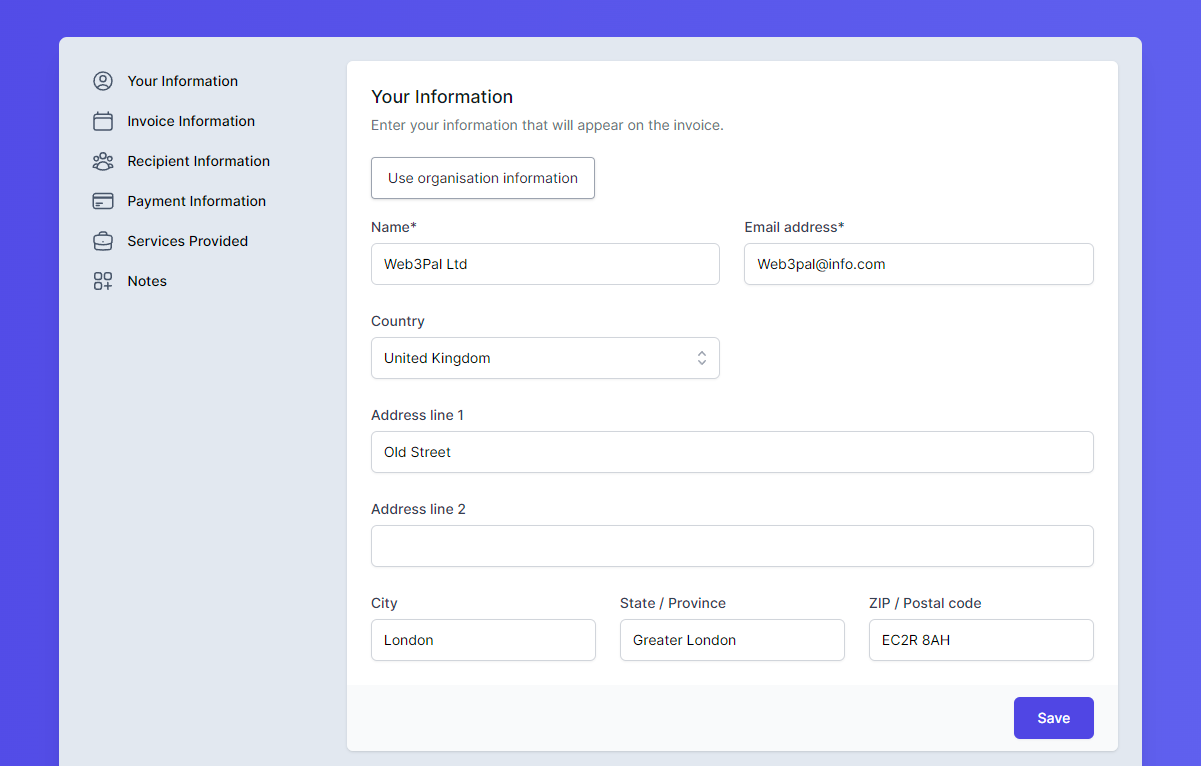 Your Information
Invoice Information
Recipient Information
Payment Information
Services Provided
Notes
Your Information
Enter your information that will appear on the invoice.
Use organisation information
Name* Email address*
Web3Pal Ltd Web3pal@info.com
Country
United Kingdom
Address line 1
Old Street
Address line 2
City State / Province ZIP / Postal code
London Greater London EC2R 8AH
Save